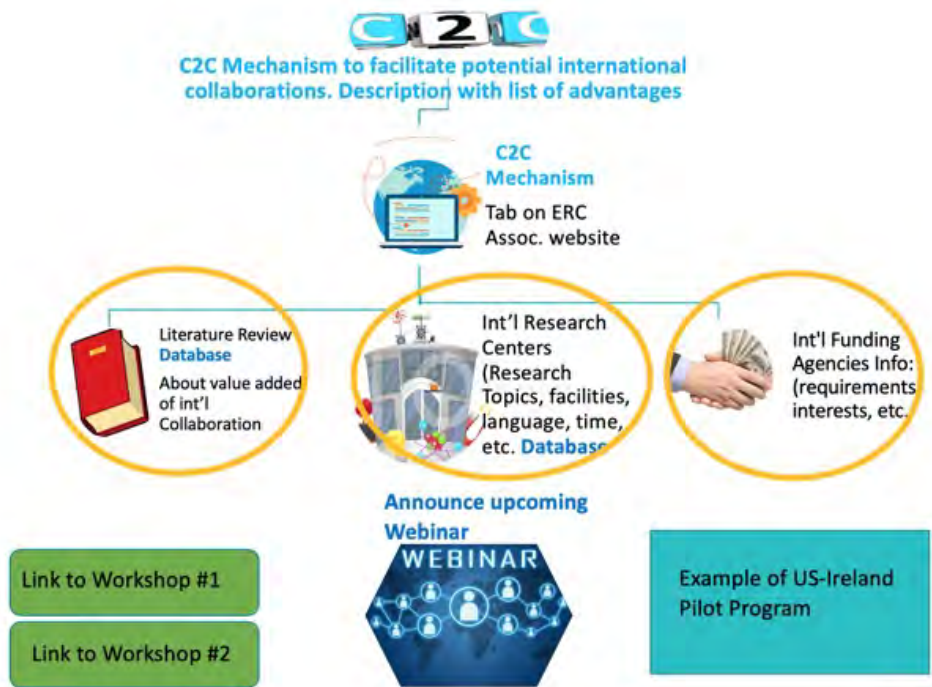 C 2 C
C2C Mechanism to facilitate potential international
collaborations. Description with list of advantages
C2C
Mechanism
Tab on ERC
Assoc. website
Literature Review
Database
About value added
of int'l
Collaboration
Int'l Research
Centers
(Research
Topics, facilities,
language, time,
etc. Database
Int'l Funding
Agencies Info:
(requirements
interests, etc.
Announce upcoming
Webinar
WEBINAR
Link to Workshop #1
Link to Workshop #2
Example of US-Ireland
Pilot Program